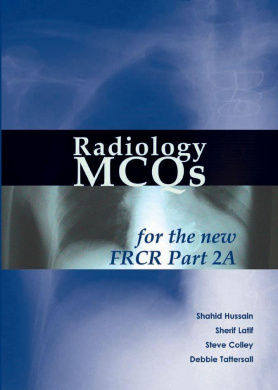 Radiology
MCQs
for the new
FRCR Part 2A
Shahid Hussain
Sherif Latif
Steve Colley
Debbie Tattersall